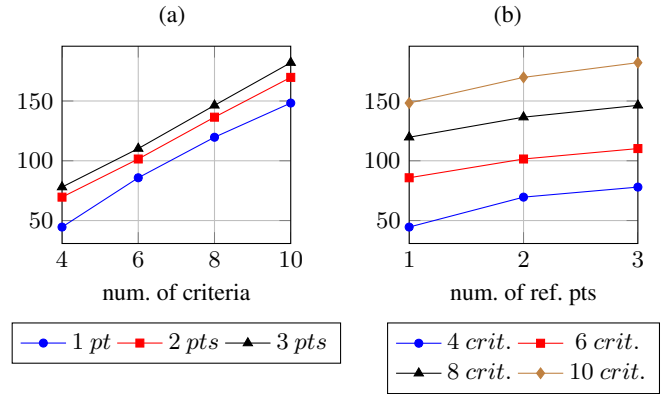 (a)
150
100
50
4 6 8 10
num. of criteria
1 pt 2 pts 3 pts
(b)
150
100
50
1 2 3
num. of ref. pts
4 crit. 6 crit.
8 crit. 10 crit.